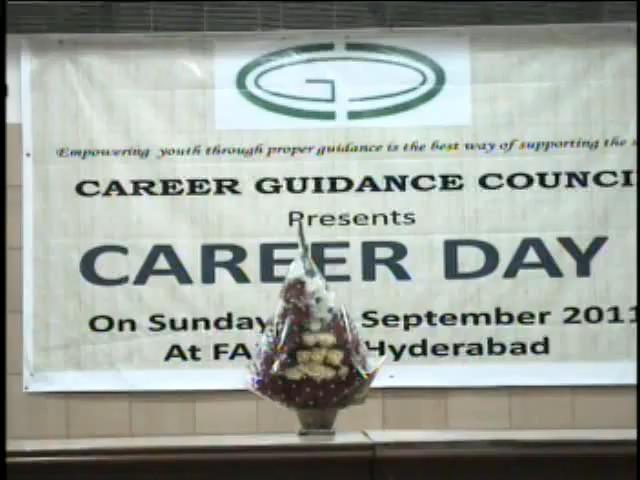 Empowering youth through proper guidance is the best way of supporting the
CAREER GUIDANCE COUNCI
Presents
CAREER DAY
On Sunday September 2011
At FA Hyderabad